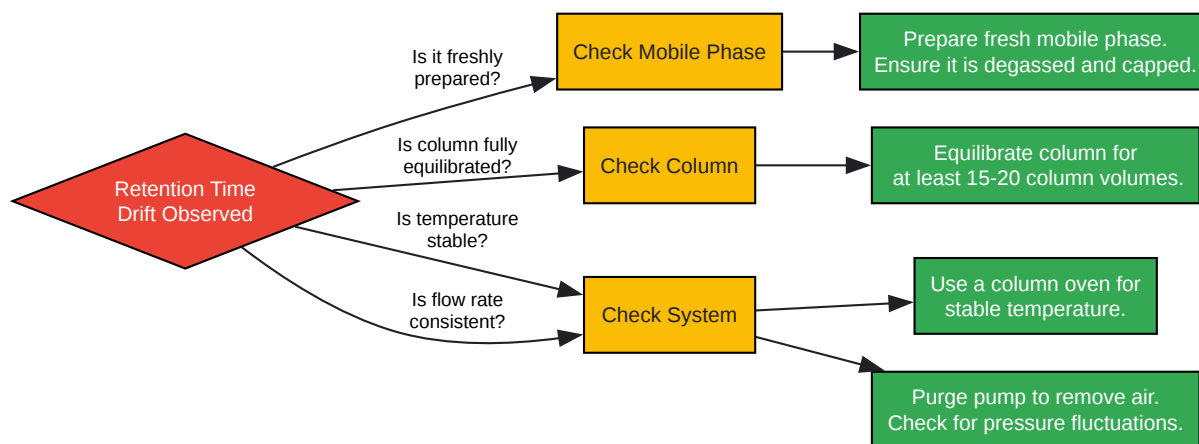 Is it freshly
prepared?
Check Mobile Phase
Prepare fresh mobile phase.
Ensure it is degassed and capped.
Retention Time
Drift Observed
Is column fully
equilibrated?
Check Column
Equilibrate column for
at least 15-20 column volumes.
Is temperature
stable?
Is flow rate
consistent?
Check System
Use a column oven for
stable temperature.
Purge pump to remove air.
Check for pressure fluctuations.